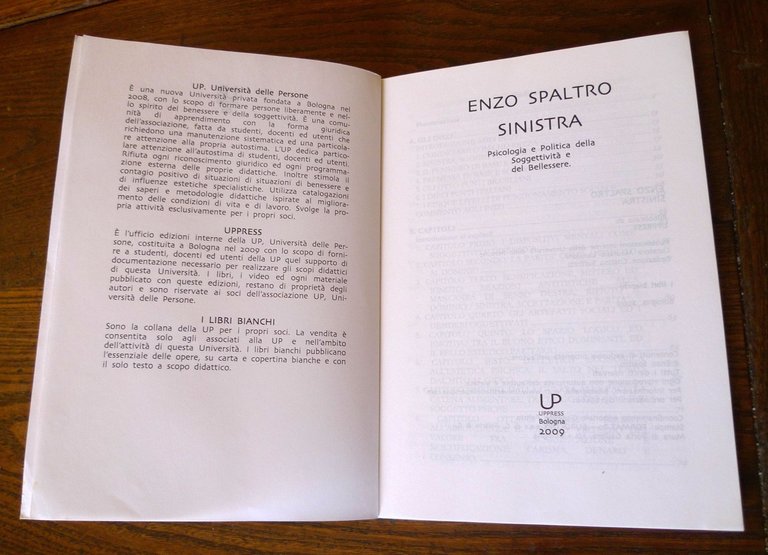 UP. Università delle Persone
È una nuova Università privata fondata a Bologna nel
2008, con lo scopo di formare persone liberamente e nel-
lo spirito del benessere e della soggettività. È una comu-
nità di apprendimento con la forma giuridica
dell'associazione, fatta da studenti, docenti ed utenti che
richiedono una manutenzione sistematica ed una particola-
re attenzione alla propria autostima. L'UP dedica partico-
lare attenzione all'autostima di studenti, docenti ed utenti.
Rifiuta ogni riconoscimento giuridico ed ogni programma-
zione esterna delle proprie didattiche. Inoltre stimola il
contagio positivo di situazioni di situazioni di benessere e
di influenze estetiche specialistiche. Utilizza catalogazioni
dei saperi e metodologie didattiche ispirate al migliora-
mento delle condizioni di vita e di lavoro. Svolge la pro-
pria attività esclusivamente per i propri soci.
UPPRESS
È l'ufficio edizioni interne della UP, Università delle Per-
sone, costituita a Bologna nel 2009 con lo scopo di forni-
re a studenti, docenti ed utenti della UP quel supporto di
documentazione necessario per realizzare gli scopi didattici
di questa Università. I libri, i video ed ogni materiale
pubblicato con queste edizioni, restano di proprietà degli
autori e sono riservate ai soci dell'associazione UP, Uni-
versità delle Persone.
I LIBRI BIANCHI
Sono la collana della UP per i propri soci. La vendita è
consentita solo agli associati alla UP e nell'ambito
dell'attività di questa Università. I libri bianchi pubblicano
l'essenziale delle opere, su carta e copertina bianche e con
il solo testo a scopo didattico.
ENZO SPALTRO
SINISTRA
Psicologia e Politica della
Soggettività e
del Bellessere.
UP
UPPRESS
Bologna
2009